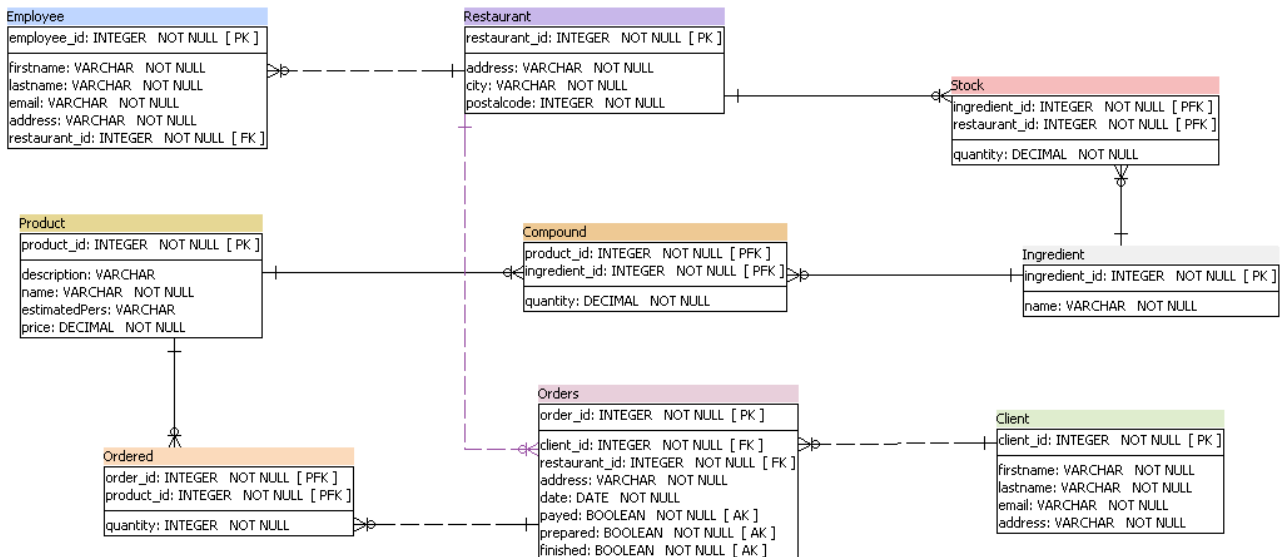 Employee
employee_id: INTEGER NOT NULL [ PK ]
firstname: VARCHAR NOT NULL
lastname: VARCHAR NOT NULL
email: VARCHAR NOT NULL
address: VARCHAR NOT NULL
restaurant_id: INTEGER NOT NULL [ FK ]
Restaurant
restaurant_id: INTEGER NOT NULL [ PK ]
address: VARCHAR NOT NULL
city: VARCHAR NOT NULL
postalcode: INTEGER NOT NULL
Stock
ingredient_id: INTEGER NOT NULL [ PFK ]
restaurant_id: INTEGER NOT NULL [ PFK ]
quantity: DECIMAL NOT NULL
Product
product_id: INTEGER NOT NULL [ PK ]
description: VARCHAR
name: VARCHAR NOT NULL
estimatedPers: VARCHAR
price: DECIMAL NOT NULL
Compound
product_id: INTEGER NOT NULL [ PFK ]
ingredient_id: INTEGER NOT NULL [ PFK ]
quantity: DECIMAL NOT NULL
Ingredient
ingredient_id: INTEGER NOT NULL [ PK ]
name: VARCHAR NOT NULL
Ordered
order_id: INTEGER NOT NULL [ PFK ]
product_id: INTEGER NOT NULL [ PFK ]
quantity: INTEGER NOT NULL
Orders
order_id: INTEGER NOT NULL [ PK ]
client_id: INTEGER NOT NULL [ FK ]
restaurant_id: INTEGER NOT NULL [ FK ]
address: VARCHAR NOT NULL
date: DATE NOT NULL
payed: BOOLEAN NOT NULL [ AK ]
prepared: BOOLEAN NOT NULL [ AK ]
finished: BOOLEAN NOT NULL [ AK ]
Client
client_id: INTEGER NOT NULL [ PK ]
firstname: VARCHAR NOT NULL
lastname: VARCHAR NOT NULL
email: VARCHAR NOT NULL
address: VARCHAR NOT NULL